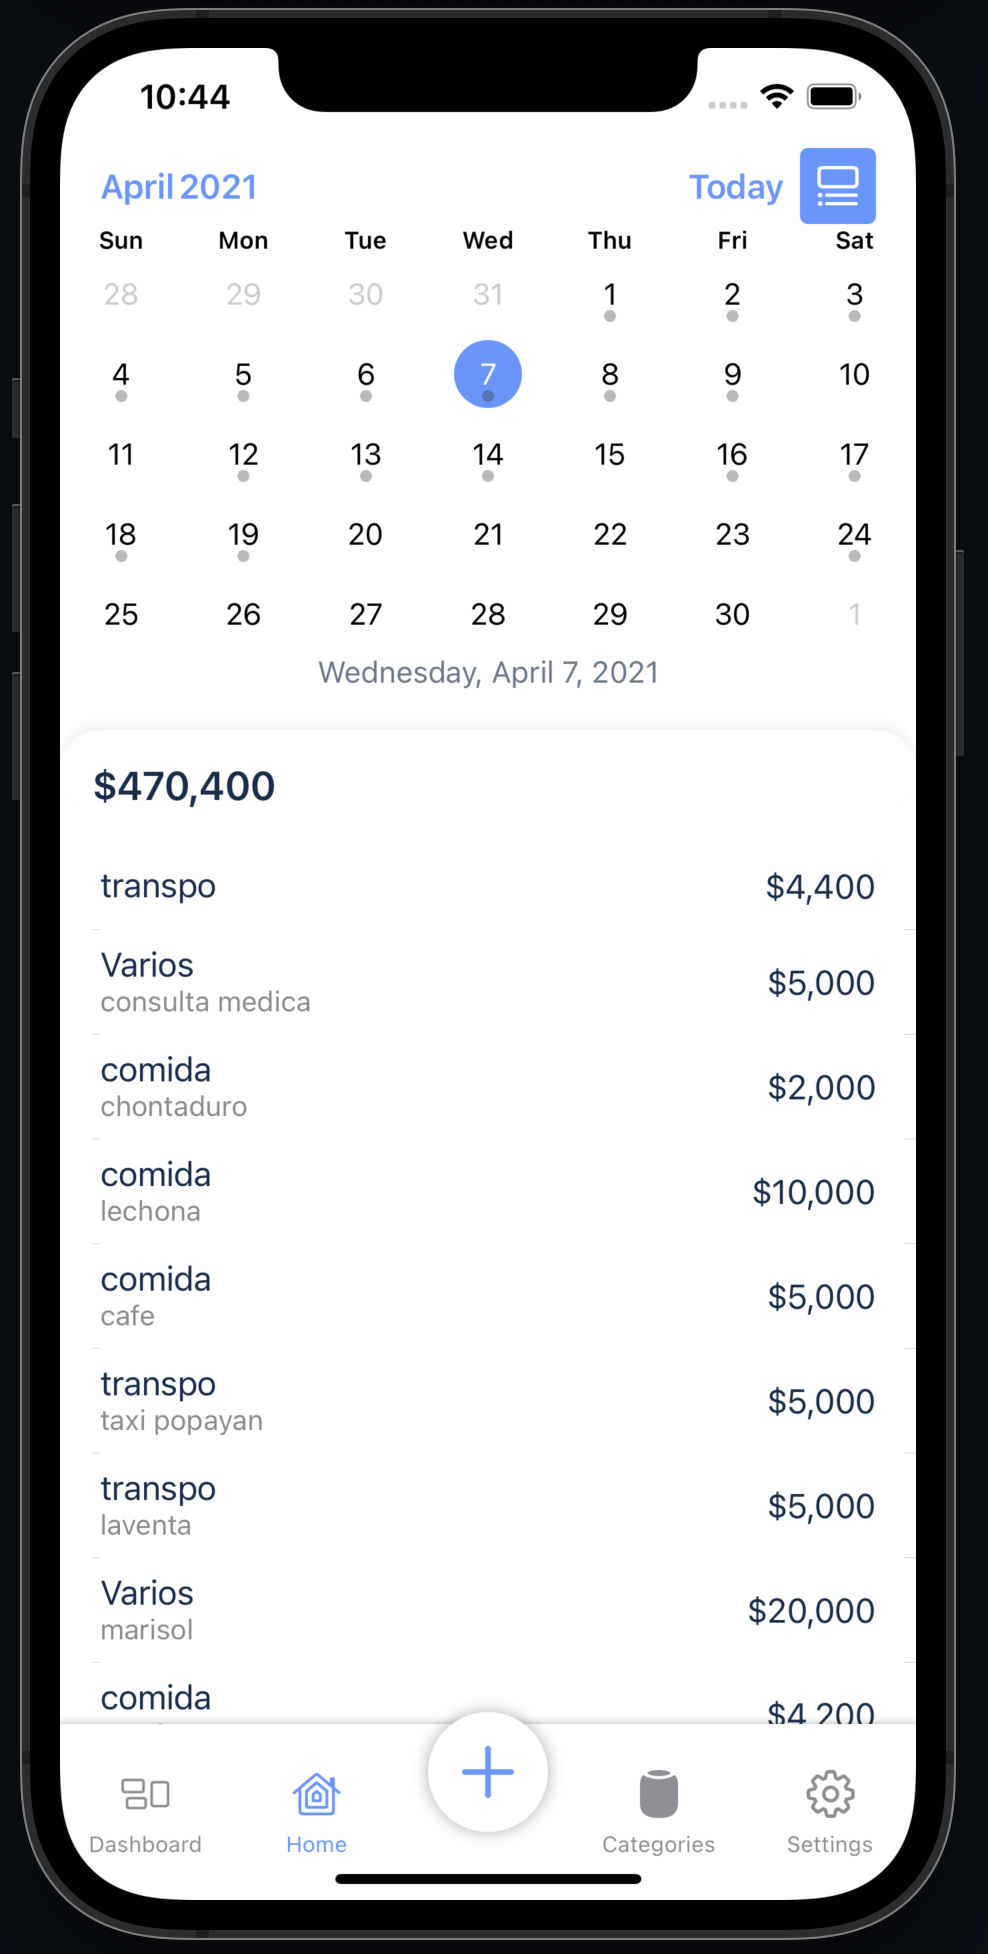 10:44
April 2021 Today
Sun Mon Tue Wed Thu Fri Sat
28 29 30 31 1 2 3
4 5 6 7 8 9 10
11 12 13 14 15 16 17
18 19 20 21 22 23 24
25 26 27 28 29 30 1
Wednesday, April 7, 2021
$470,400
transpo $4,400
Varios
consulta medica $5,000
comida
chontaduro $2,000
comida
lechona $10,000
comida
cafe $5,000
transpo
taxi popayan $5,000
transpo
laventa $5,000
Varios
marisol $20,000
comida $4,200
Dashboard Home Categories Settings